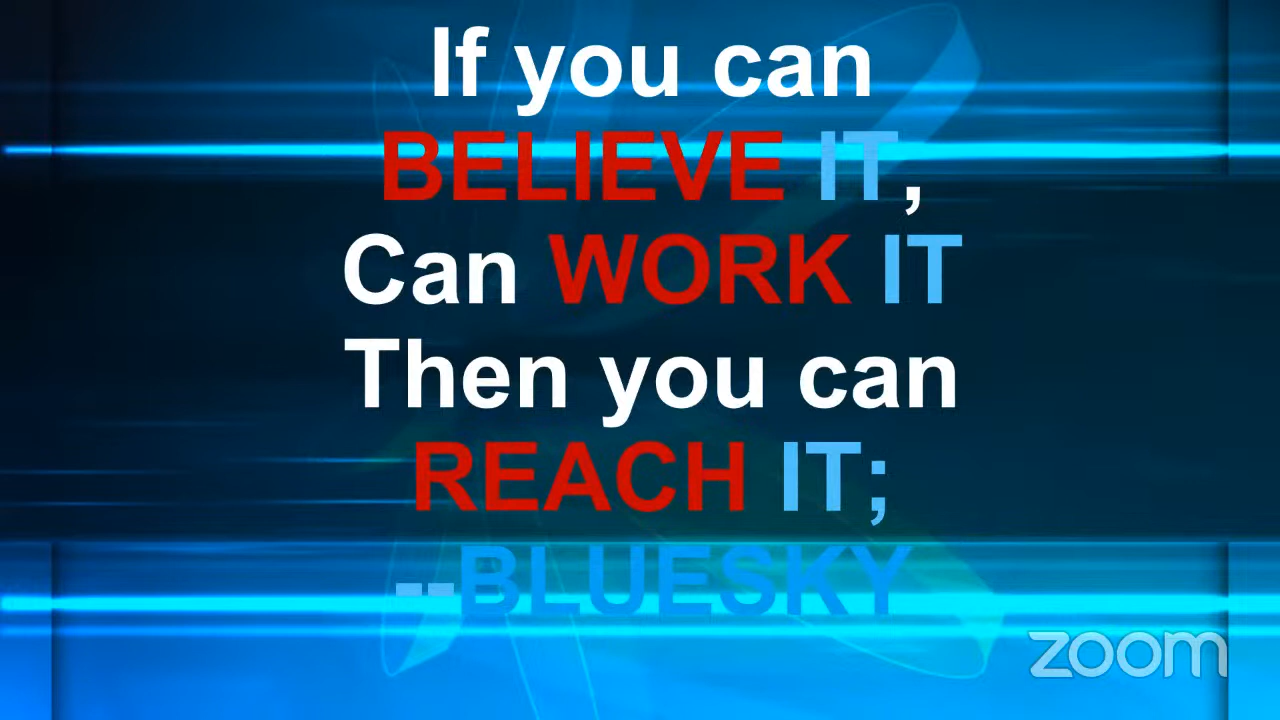 If you can
BELIEVE IT,
Can WORK IT
Then you can
REACH IT;
--BLUESKY
zoom